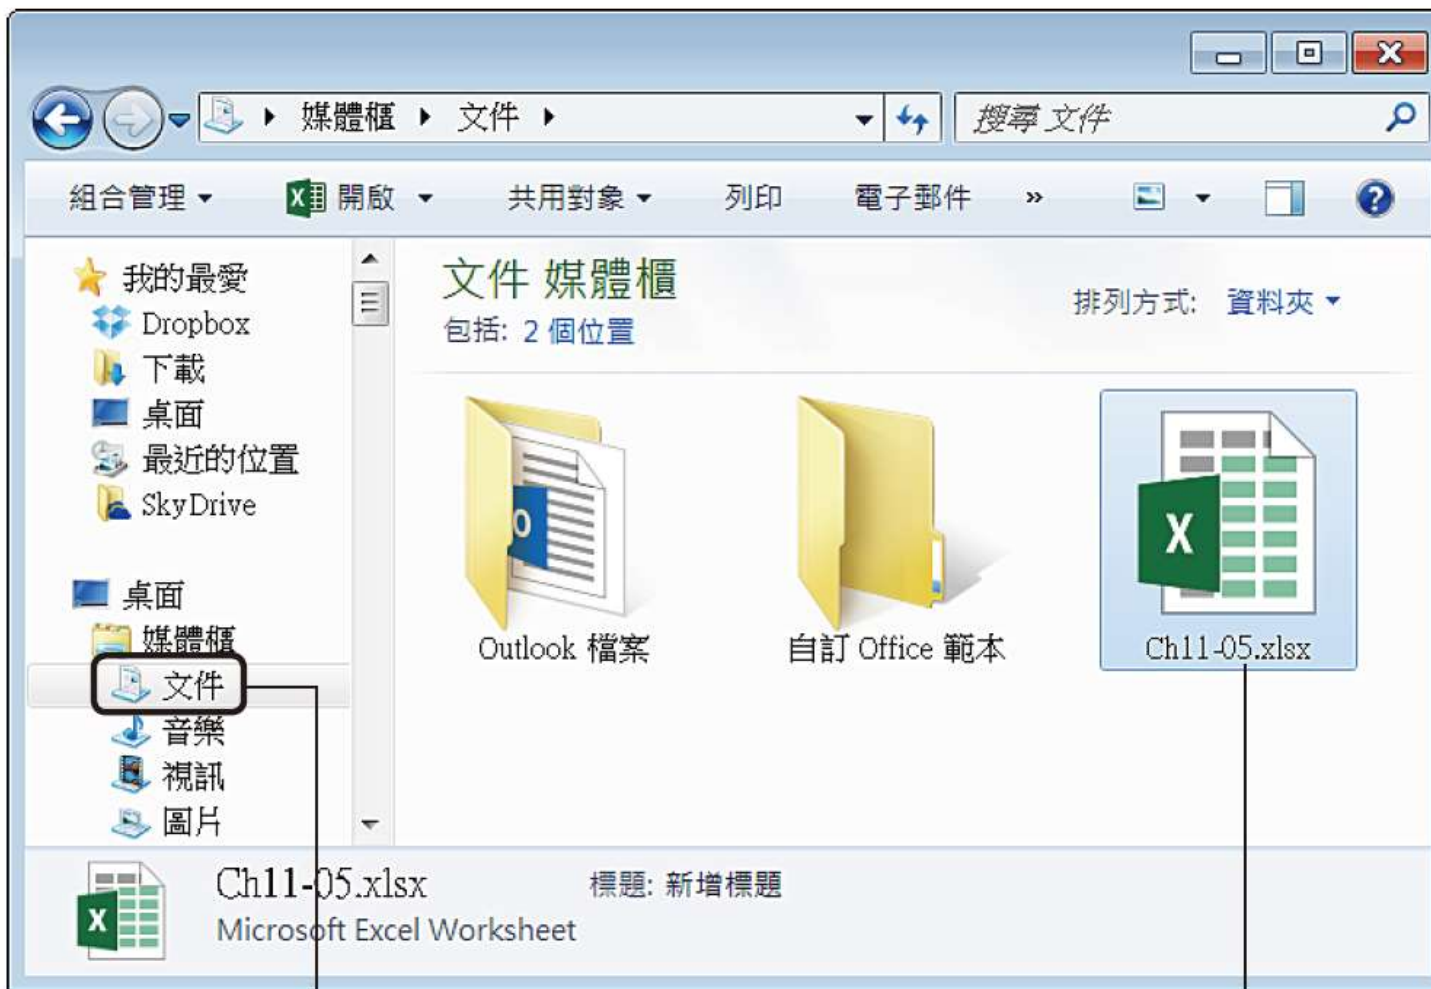 媒體櫃 文件
搜尋 文件
組合管理 開啟 共用對象 列印 電子郵件 »
我的最愛
Dropbox
下載
桌面
最近的位置
SkyDrive
桌面
媒體櫃
文件
音樂
視訊
圖片
文件 媒體櫃
包括: 2 個位置
排列方式: 資料夾
Outlook 檔案
自訂 Office 範本
Ch11-05.xlsx
Ch11-05.xlsx 標題: 新增標題
Microsoft Excel Worksheet